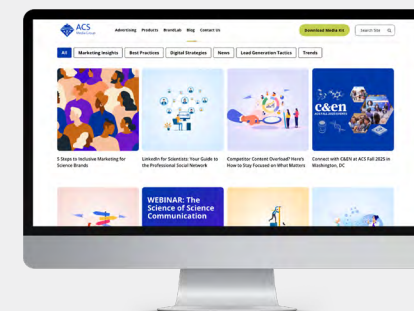 ACS
Media Group
Advertising Products BrandLab Blog Contact Us
Download Media Kit
Search Site
All
Marketing Insights
Best Practices
Digital Strategies
News
Lead Generation Tactics
Trends
c&en
5 Steps to Inclusive Marketing for
Science Brands
LinkedIn for Scientists: Your Guide to
the Professional Social Network
Competitor Content Overload? Here's
How to Stay Focused on What Matters
Connect with C&EN at ACS Fall 2025 in
Washington, DC
WEBINAR: The
Science of Science
Communication